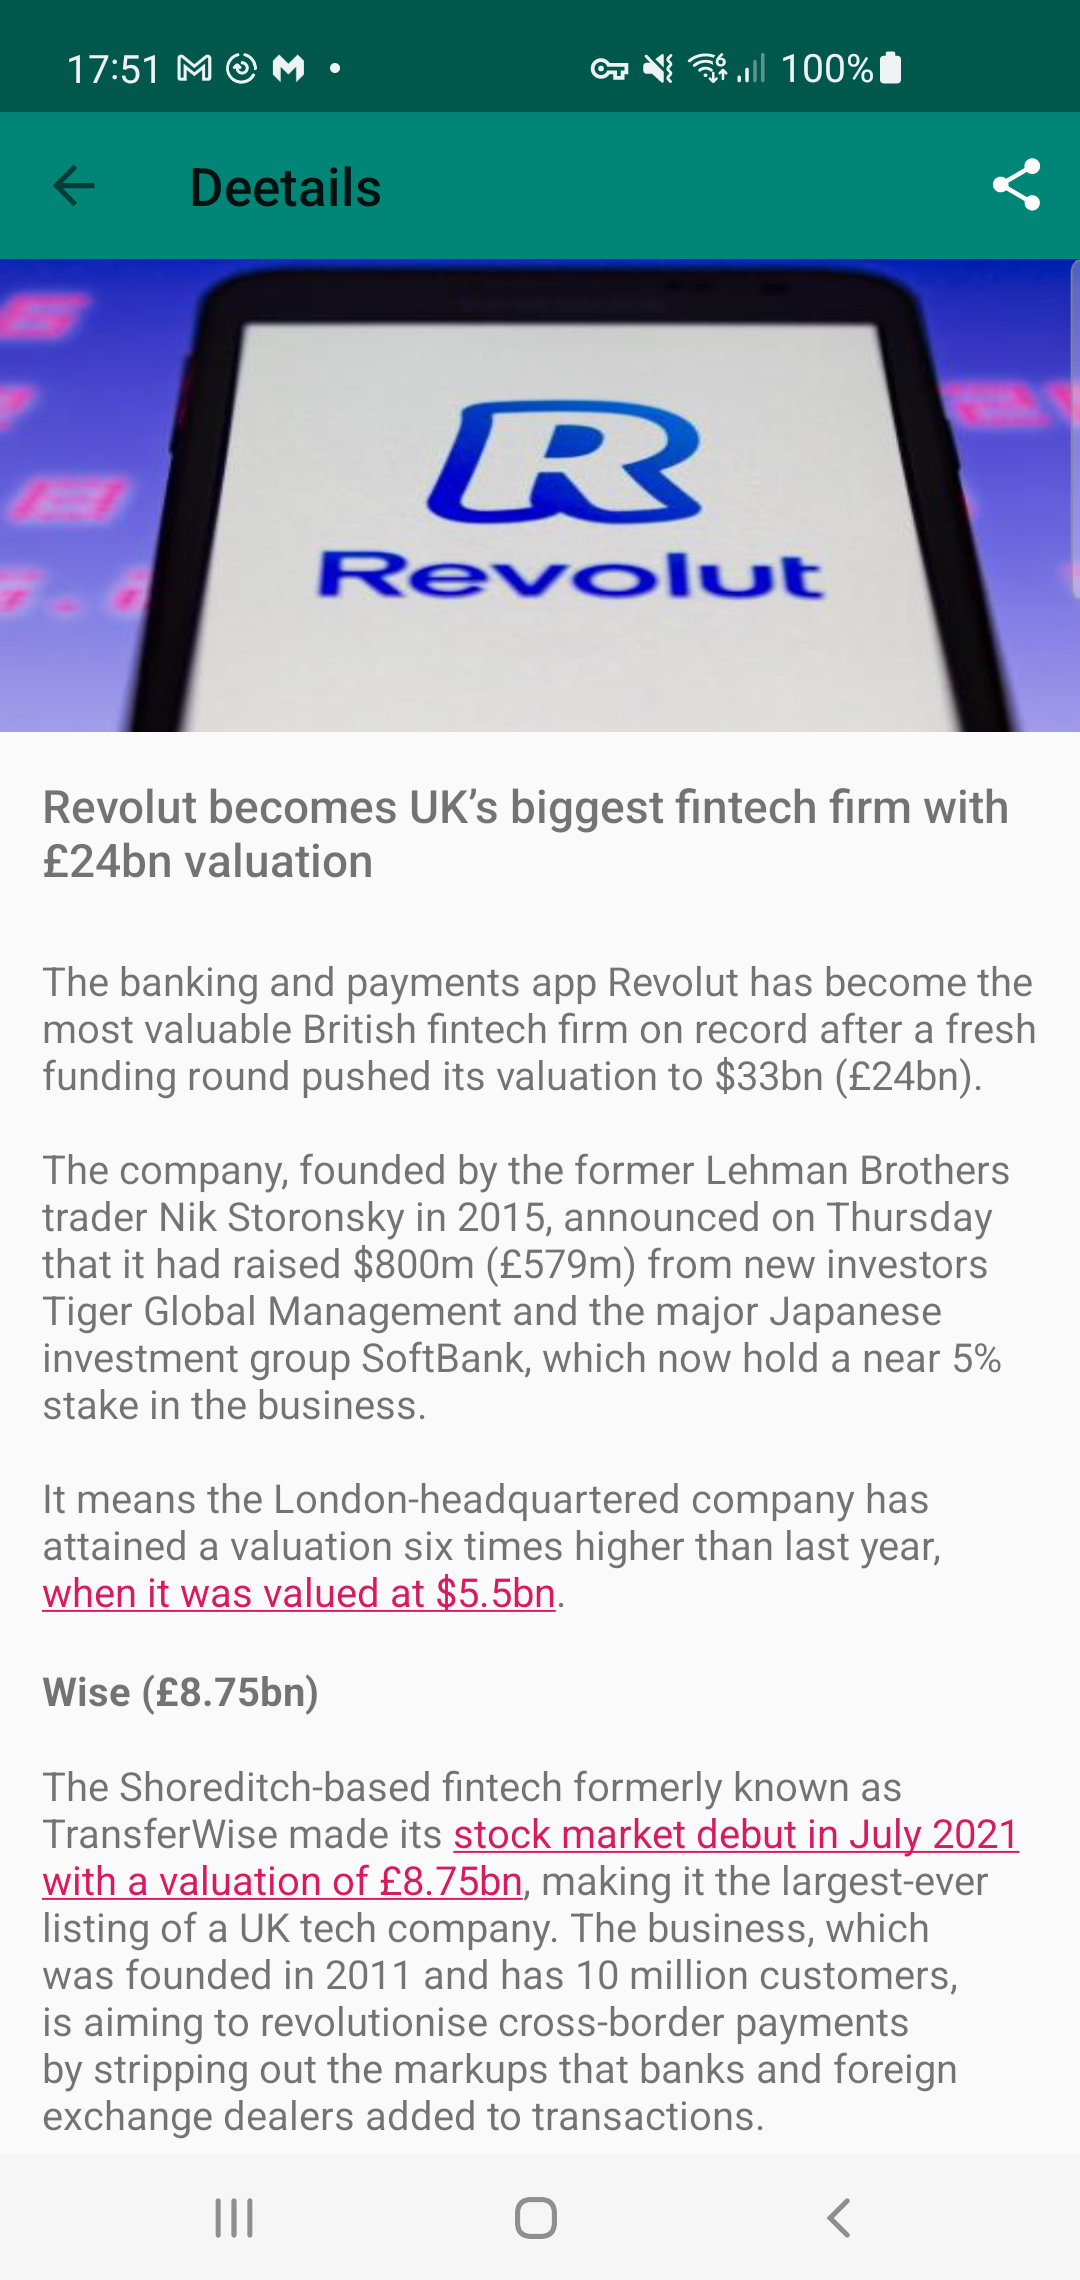 17:51
100%
Deetails
Revolut
Revolut becomes UK’s biggest fintech firm with
£24bn valuation
The banking and payments app Revolut has become the
most valuable British fintech firm on record after a fresh
funding round pushed its valuation to $33bn (£24bn).
The company, founded by the former Lehman Brothers
trader Nik Storonsky in 2015, announced on Thursday
that it had raised $800m (£579m) from new investors
Tiger Global Management and the major Japanese
investment group SoftBank, which now hold a near 5%
stake in the business.
It means the London-headquartered company has
attained a valuation six times higher than last year,
when it was valued at $5.5bn.
Wise (£8.75bn)
The Shoreditch-based fintech formerly known as
TransferWise made its stock market debut in July 2021
with a valuation of £8.75bn, making it the largest-ever
listing of a UK tech company. The business, which
was founded in 2011 and has 10 million customers,
is aiming to revolutionise cross-border payments
by stripping out the markups that banks and foreign
exchange dealers added to transactions.